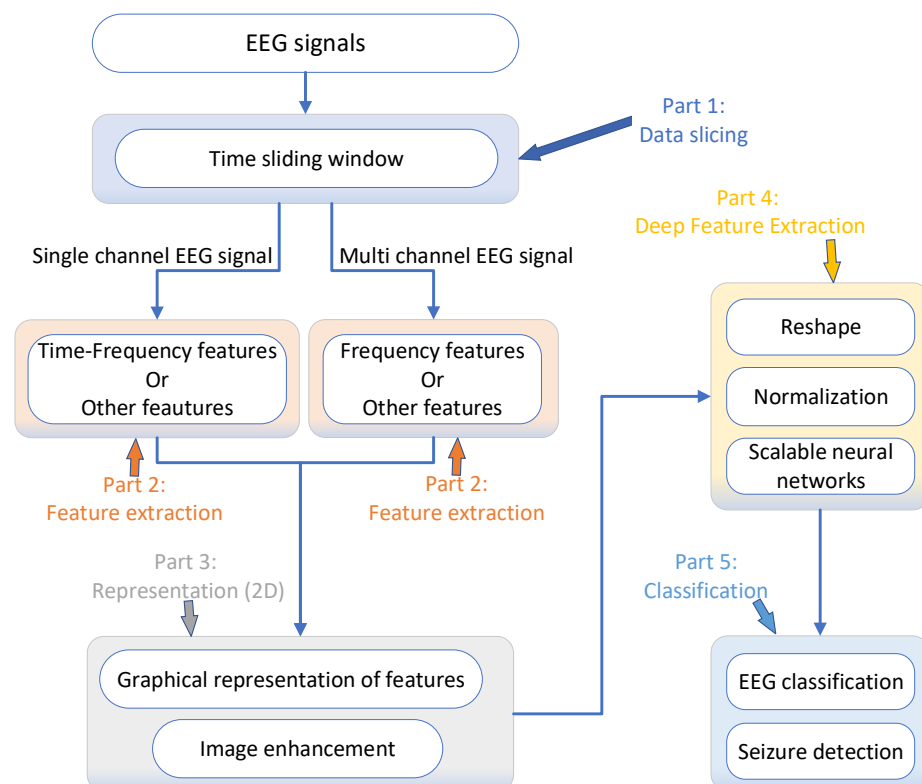 EEG signals
Part 1:
Data slicing
Time sliding window
Single channel EEG signal
Multi channel EEG signal
Time-Frequency features
Or
Other feautures
Frequency features
Or
Other features
Part 2:
Feature extraction
Part 2:
Feature extraction
Part 3:
Representation (2D)
Graphical representation of features
Image enhancement
Part 4:
Deep Feature Extraction
Reshape
Normalization
Scalable neural
networks
Part 5:
Classification
EEG classification
Seizure detection